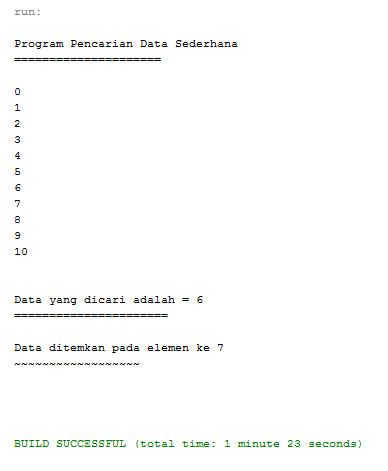 run:
Program Pencarian Data Sederhana
=====================
0
1
2
3
4
5
6
7
8
9
10
Data yang dicari adalah = 6
======================
Data ditemkan pada elemen ke 7
~~~~~~~~~~~~~~~~~~
BUILD SUCCESSFUL (total time: 1 minute 23 seconds)